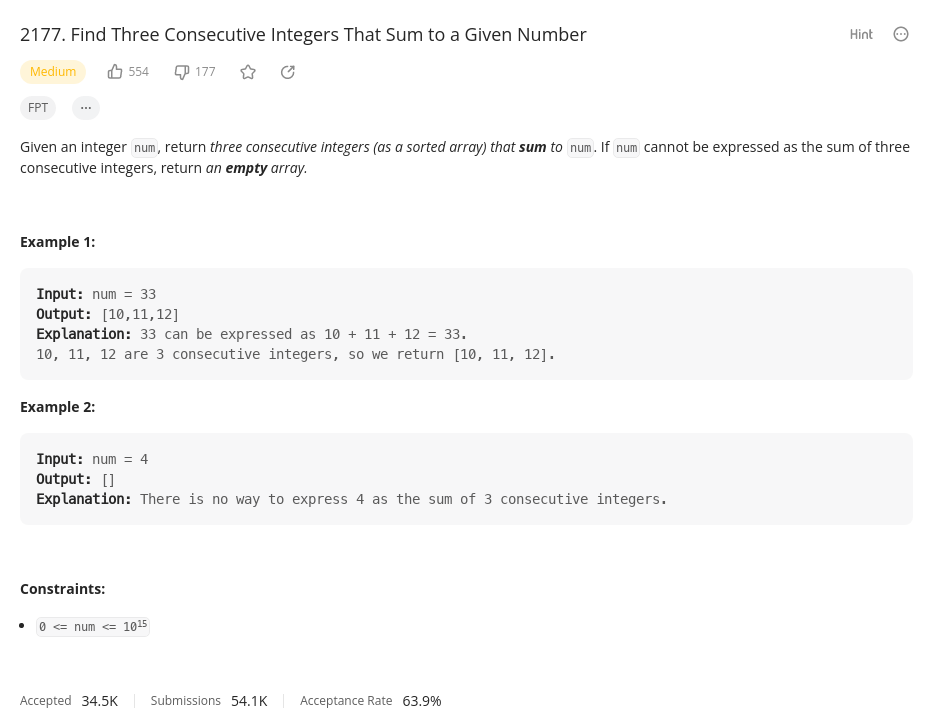 2177. Find Three Consecutive Integers That Sum to a Given Number
Hint
Medium 554 177
FPT ...
Given an integer num, return three consecutive integers (as a sorted array) that sum to num. If num cannot be expressed as the sum of three
consecutive integers, return an empty array.
Example 1:
Input: num = 33
Output: [10,11,12]
Explanation: 33 can be expressed as 10 + 11 + 12 = 33.
10, 11, 12 are 3 consecutive integers, so we return [10, 11, 12].
Example 2:
Input: num = 4
Output: []
Explanation: There is no way to express 4 as the sum of 3 consecutive integers.
Constraints:
• 0 <= num <= 10¹⁵
Accepted 34.5K Submissions 54.1K Acceptance Rate 63.9%